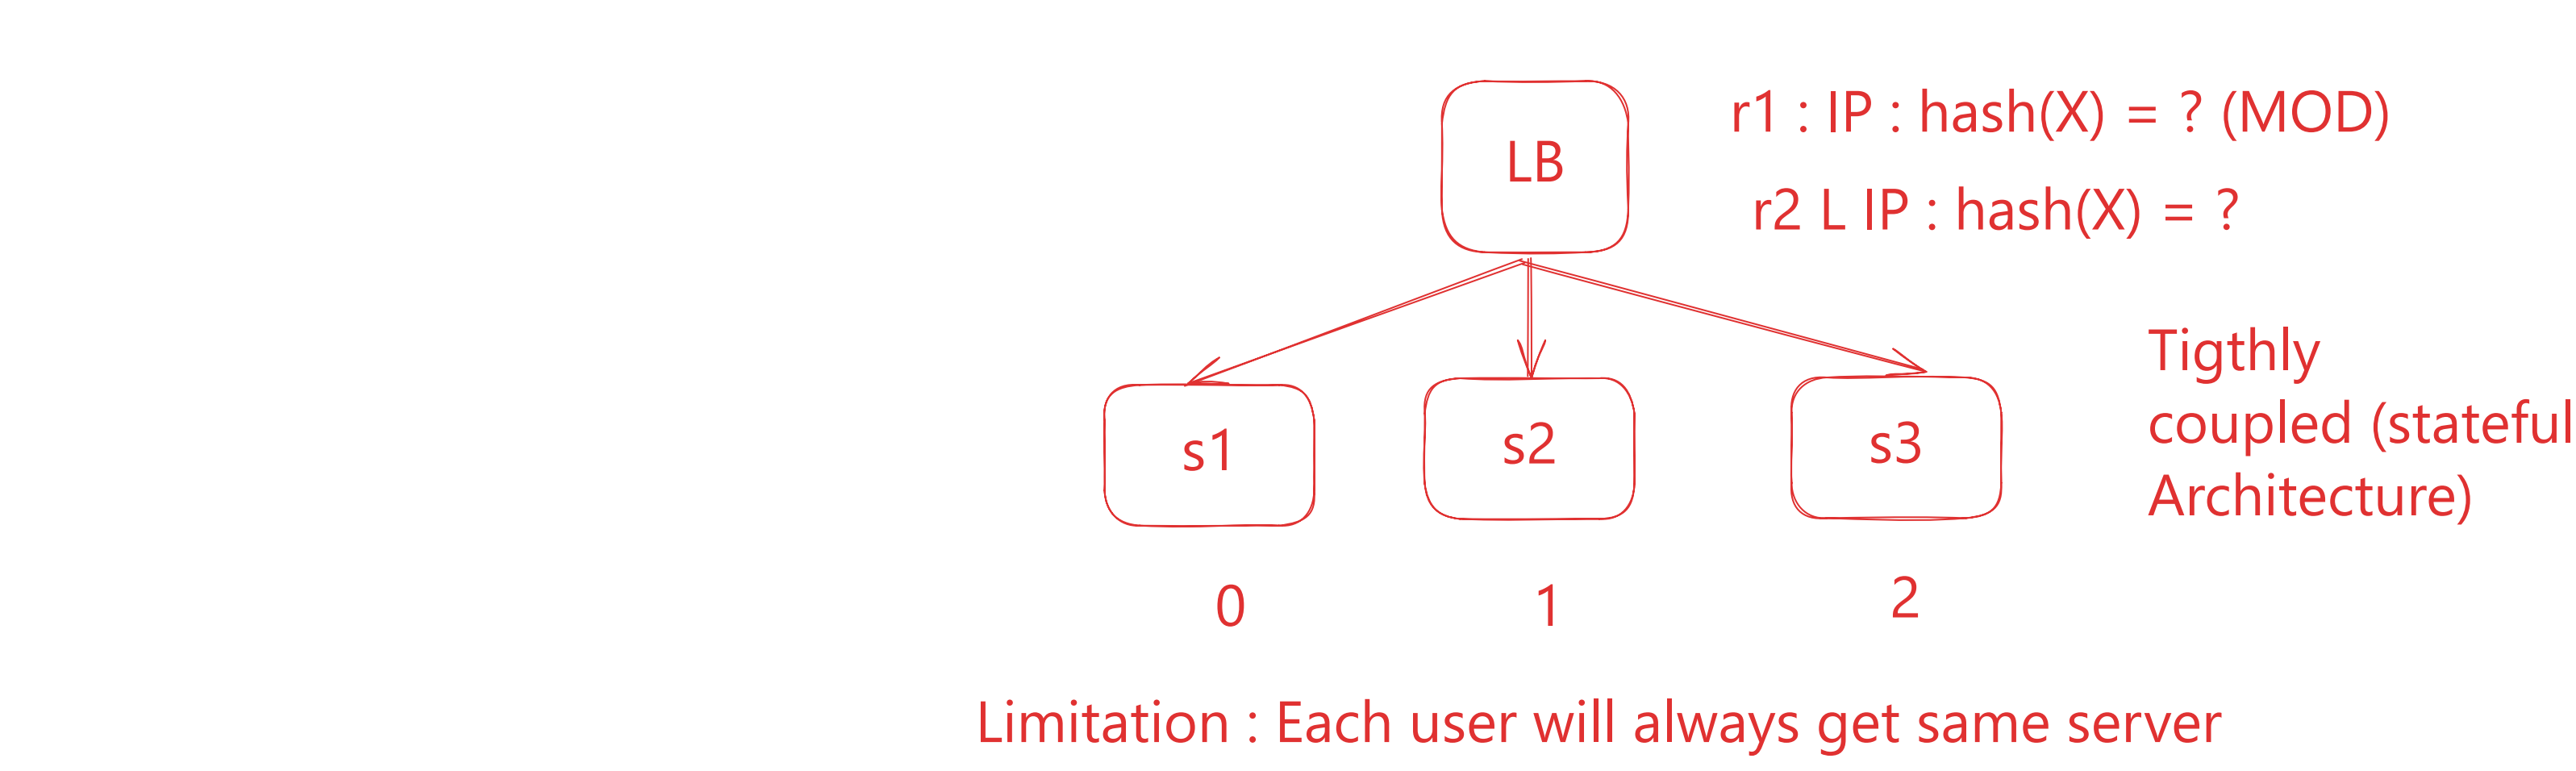 r1 : IP : hash(X) = ? (MOD)
LB
r2 L IP : hash(X) = ?
Tigthly
coupled (stateful
Architecture)
s1
s2
s3
0
1
2
Limitation : Each user will always get same server